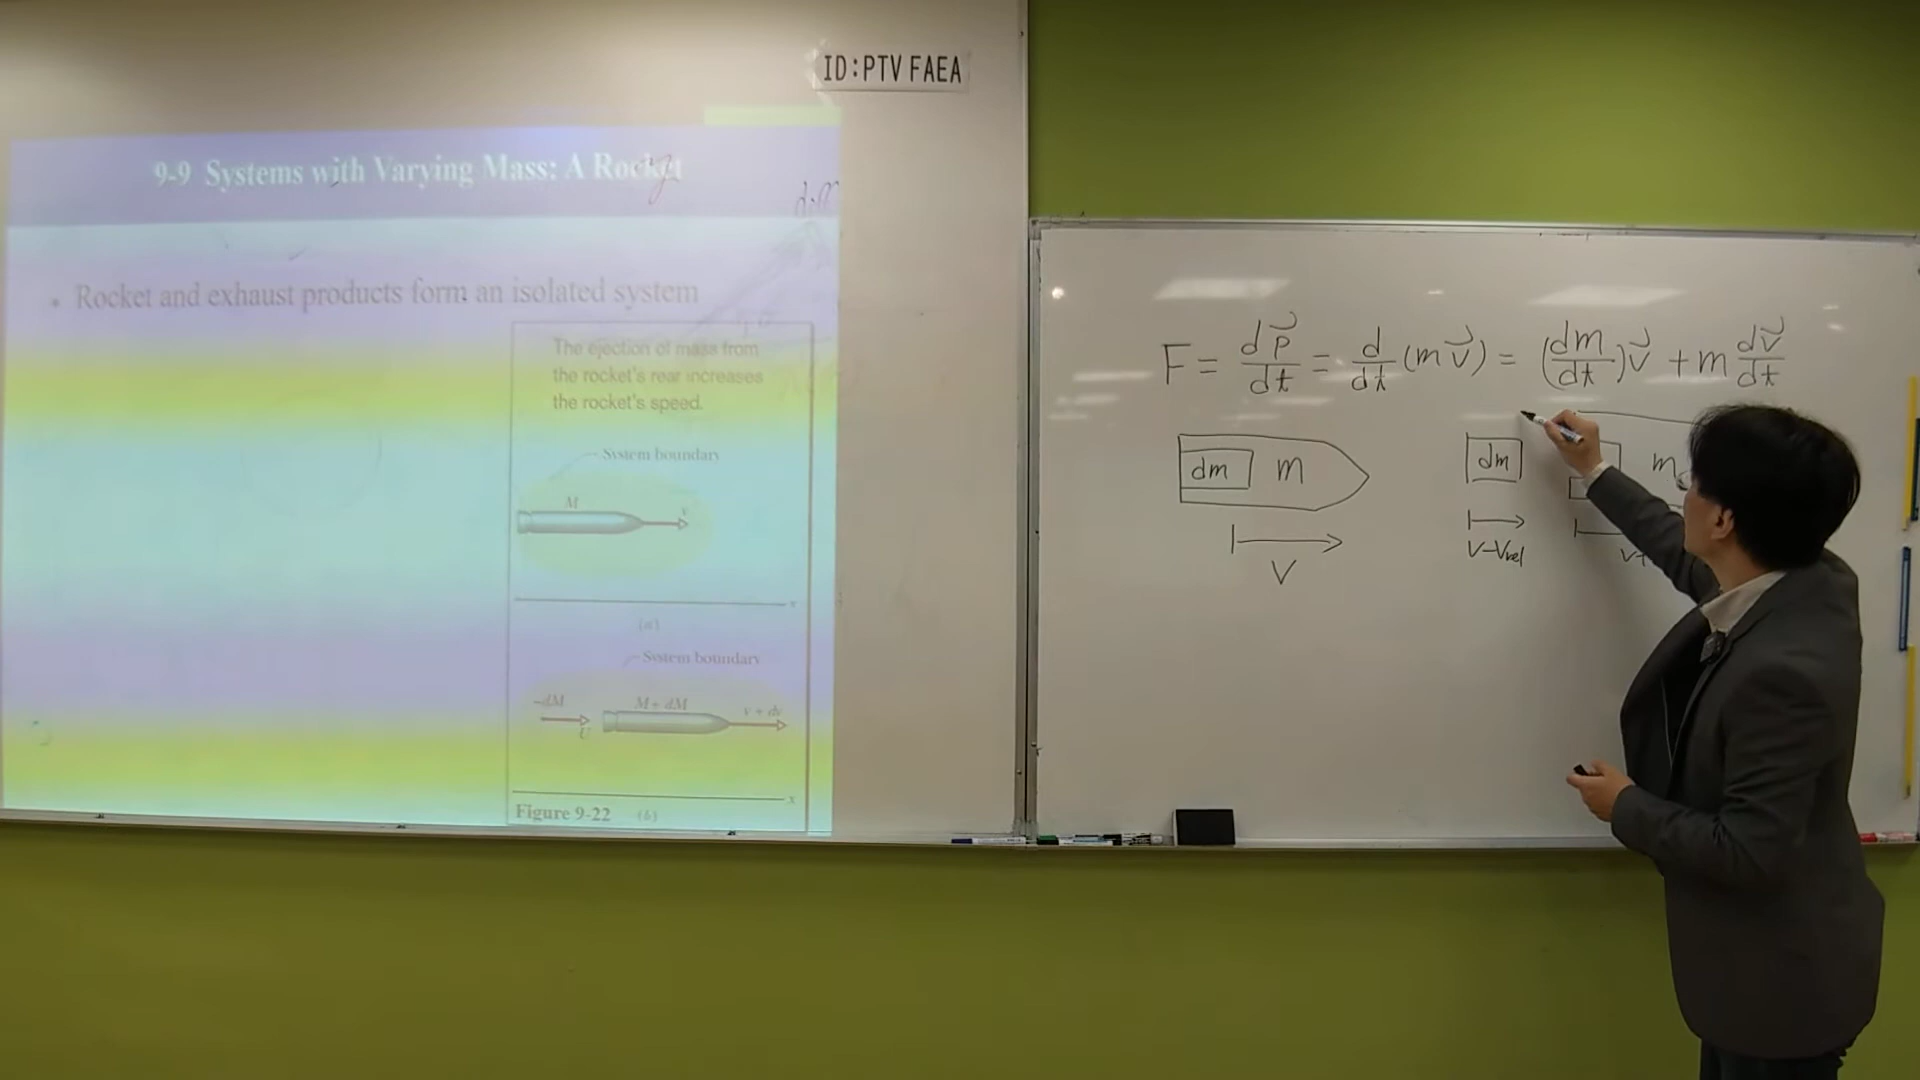 ID:PTV FAEA
9-9 Systems with Varying Mass: A Rocket
• Rocket and exhaust products form an isolated system
The ejection of mass from
the rocket's rear increases
the rocket's speed.
System boundary
M
v
x
(a)
System boundary
-dM
M + dM
v + dv
U
x
Figure 9-22 (b)
F = dp⃗/dt = d/dt (m v⃗) = (dm/dt) v⃗ + m dv⃗/dt
dm m
v
dm
v-vrel
m